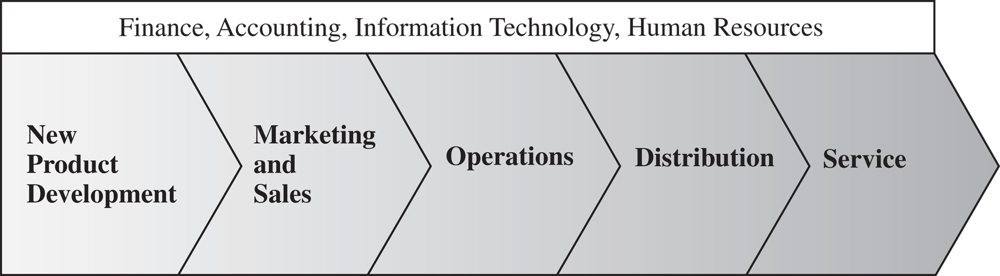 Finance, Accounting, Information Technology, Human Resources
New
Product
Development
Marketing
and
Sales
Operations
Distribution
Service